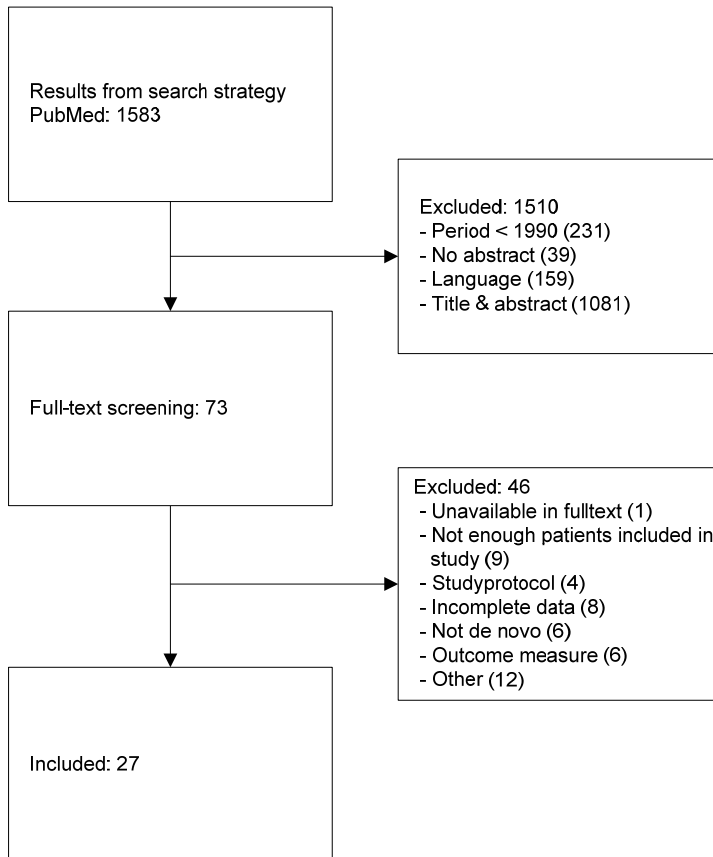 Results from search strategy
PubMed: 1583
Excluded: 1510
- Period < 1990 (231)
- No abstract (39)
- Language (159)
- Title & abstract (1081)
Full-text screening: 73
Excluded: 46
- Unavailable in fulltext (1)
- Not enough patients included in
study (9)
- Studyprotocol (4)
- Incomplete data (8)
- Not de novo (6)
- Outcome measure (6)
- Other (12)
Included: 27